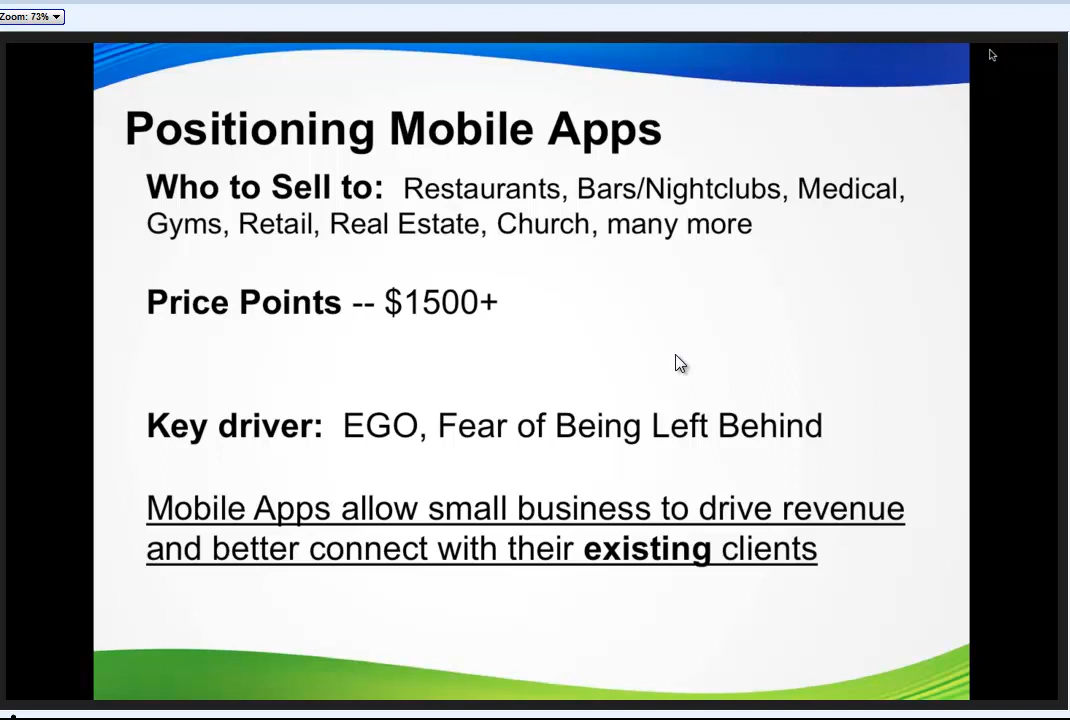 Zoom: 73%
Positioning Mobile Apps
Who to Sell to: Restaurants, Bars/Nightclubs, Medical,
Gyms, Retail, Real Estate, Church, many more
Price Points -- $1500+
Key driver: EGO, Fear of Being Left Behind
Mobile Apps allow small business to drive revenue
and better connect with their existing clients